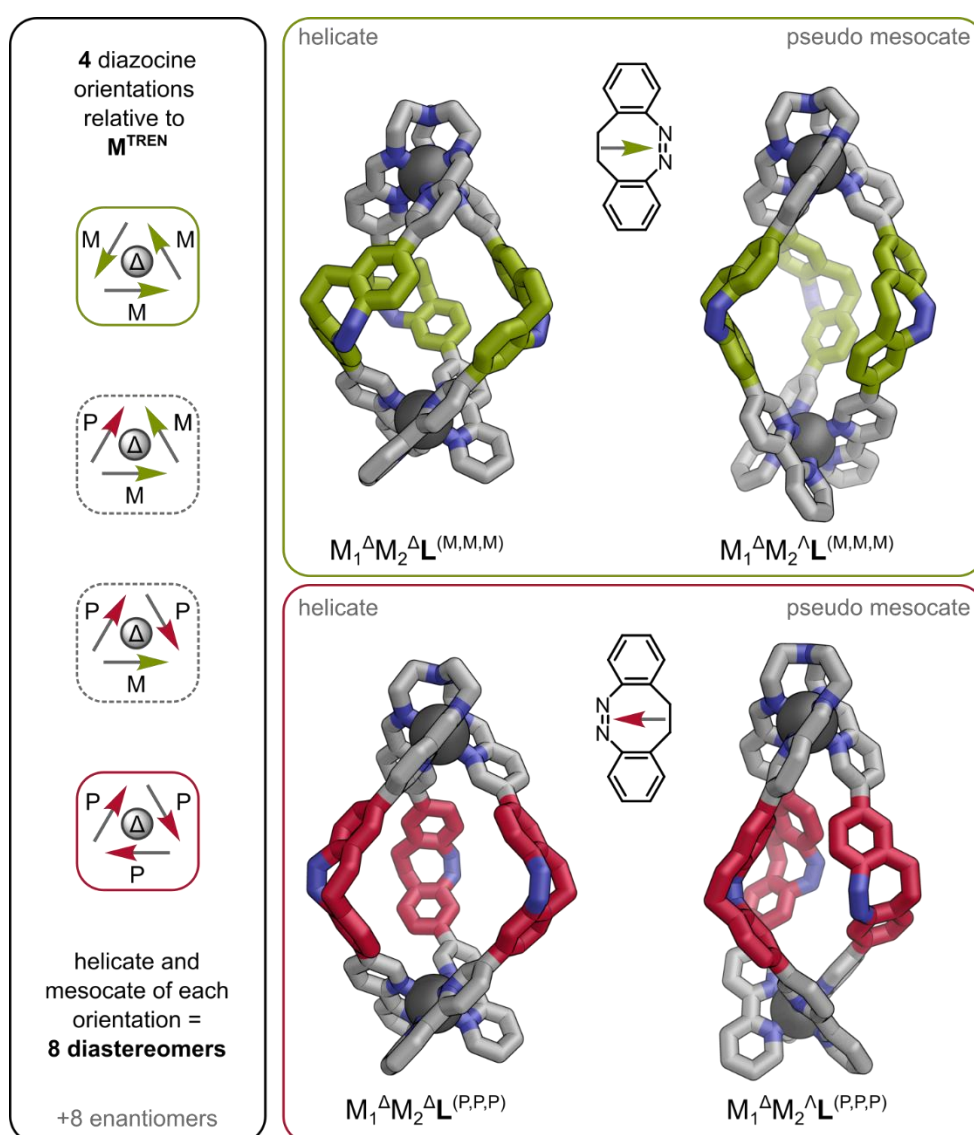 4 diazocine
orientations
relative to
M^TREN
M M
Δ
M
P M
Δ
M
P P
Δ
M
P P
Δ
P
helicate and
mesocate of each
orientation =
8 diastereomers
+8 enantiomers
helicate pseudo mesocate
N
N
M₁^ΔM₂^ΔL^(M,M,M) M₁^ΔM₂^ΛL^(M,M,M)
helicate pseudo mesocate
N
N
M₁^ΔM₂^ΔL^(P,P,P) M₁^ΔM₂^ΛL^(P,P,P)